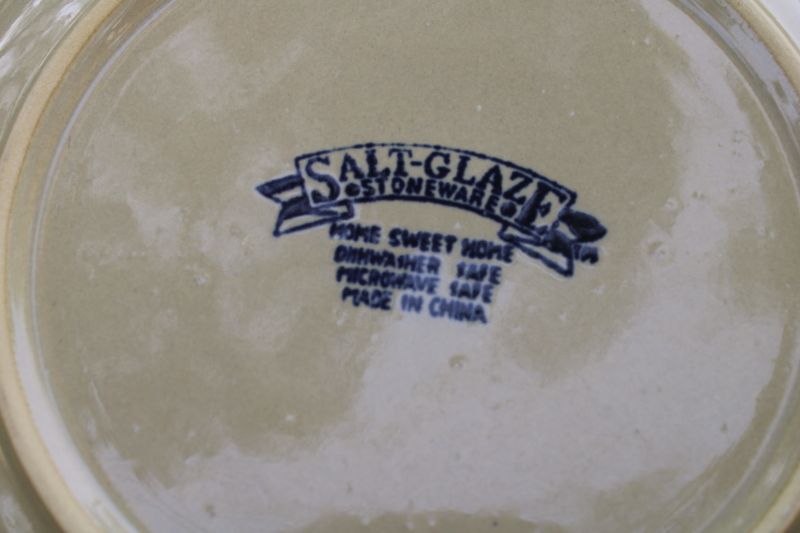 SALT-GLAZE
STONEWARE
HOME SWEET HOME
DISHWASHER SAFE
MICROWAVE SAFE
MADE IN CHINA